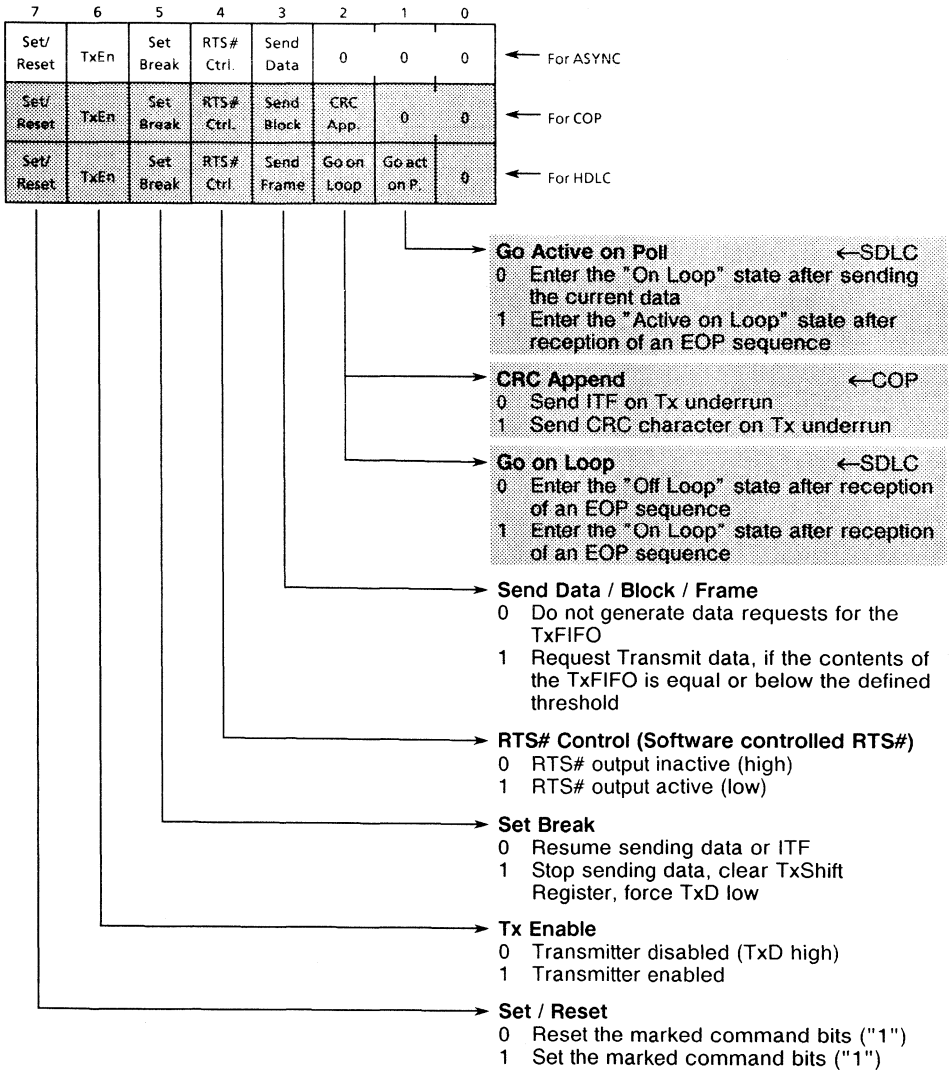 7 6 5 4 3 2 1 0
Set/ Reset TxEn Set Break RTS# Ctrl. Send Data 0 0 0 ← For ASYNC
Set/ Reset TxEn Set Break RTS# Ctrl. Send Block CRC App. 0 0 ← For COP
Set/ Reset TxEn Set Break RTS# Ctrl. Send Frame Go on Loop Go act on P. 0 ← For HDLC
Go Active on Poll ←SDLC
0 Enter the "On Loop" state after sending
the current data
1 Enter the "Active on Loop" state after
reception of an EOP sequence
CRC Append ←COP
0 Send ITF on Tx underrun
1 Send CRC character on Tx underrun
Go on Loop ←SDLC
0 Enter the "Off Loop" state after reception
of an EOP sequence
1 Enter the "On Loop" state after reception
of an EOP sequence
Send Data / Block / Frame
0 Do not generate data requests for the
TxFIFO
1 Request Transmit data, if the contents of
the TxFIFO is equal or below the defined
threshold
RTS# Control (Software controlled RTS#)
0 RTS# output inactive (high)
1 RTS# output active (low)
Set Break
0 Resume sending data or ITF
1 Stop sending data, clear TxShift
Register, force TxD low
Tx Enable
0 Transmitter disabled (TxD high)
1 Transmitter enabled
Set / Reset
0 Reset the marked command bits ("1")
1 Set the marked command bits ("1")